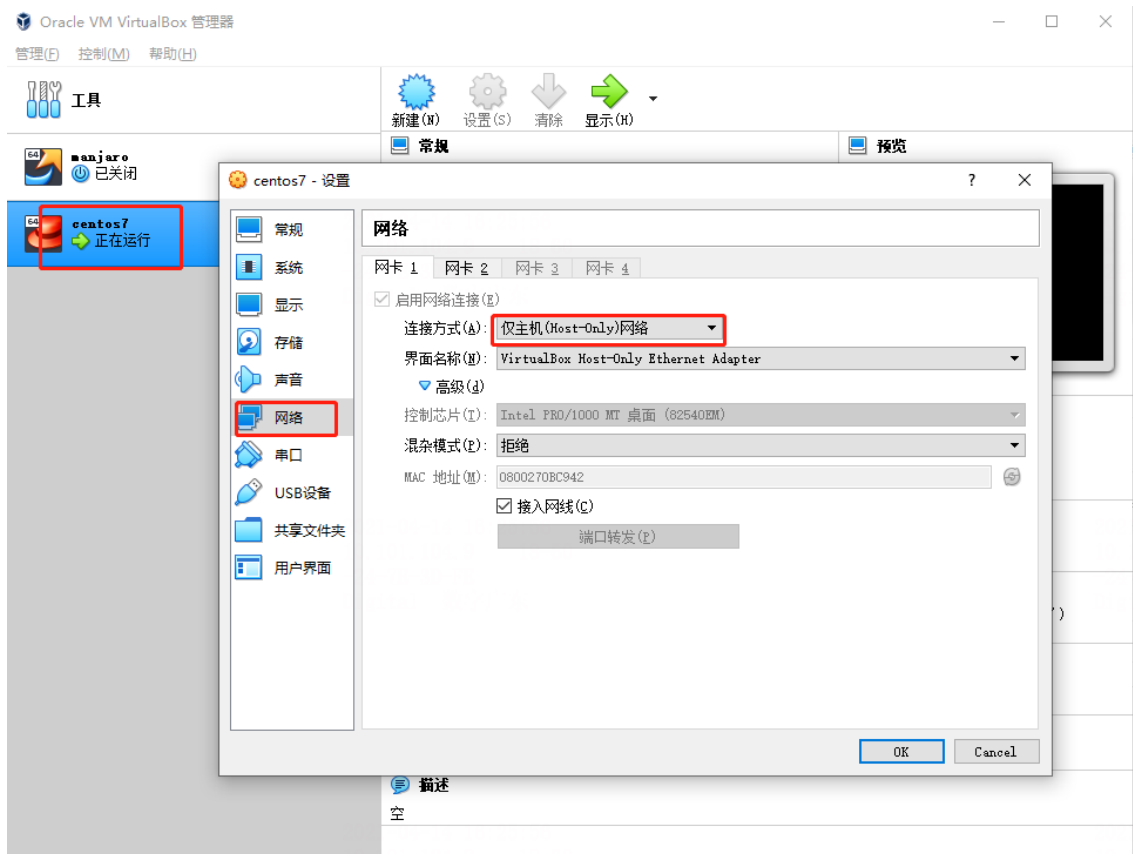 Oracle VM VirtualBox 管理器
管理(F) 控制(M) 帮助(H)
工具
新建(N) 设置(S) 清除 显示(H)
64 manjaro
已关闭
64 centos7
正在运行
常规 预览
centos7 - 设置 ?
常规
系统
显示
存储
声音
网络
串口
USB设备
共享文件夹
用户界面
网络
网卡 1 网卡 2 网卡 3 网卡 4
启用网络连接(E)
连接方式(A): 仅主机(Host-Only)网络
界面名称(N): VirtualBox Host-Only Ethernet Adapter
高级(d)
控制芯片(T): Intel PRO/1000 MT 桌面 (82540EM)
混杂模式(P): 拒绝
MAC 地址(M): 0800270BC942
接入网线(C)
端口转发(P)
')
OK Cancel
描述
空